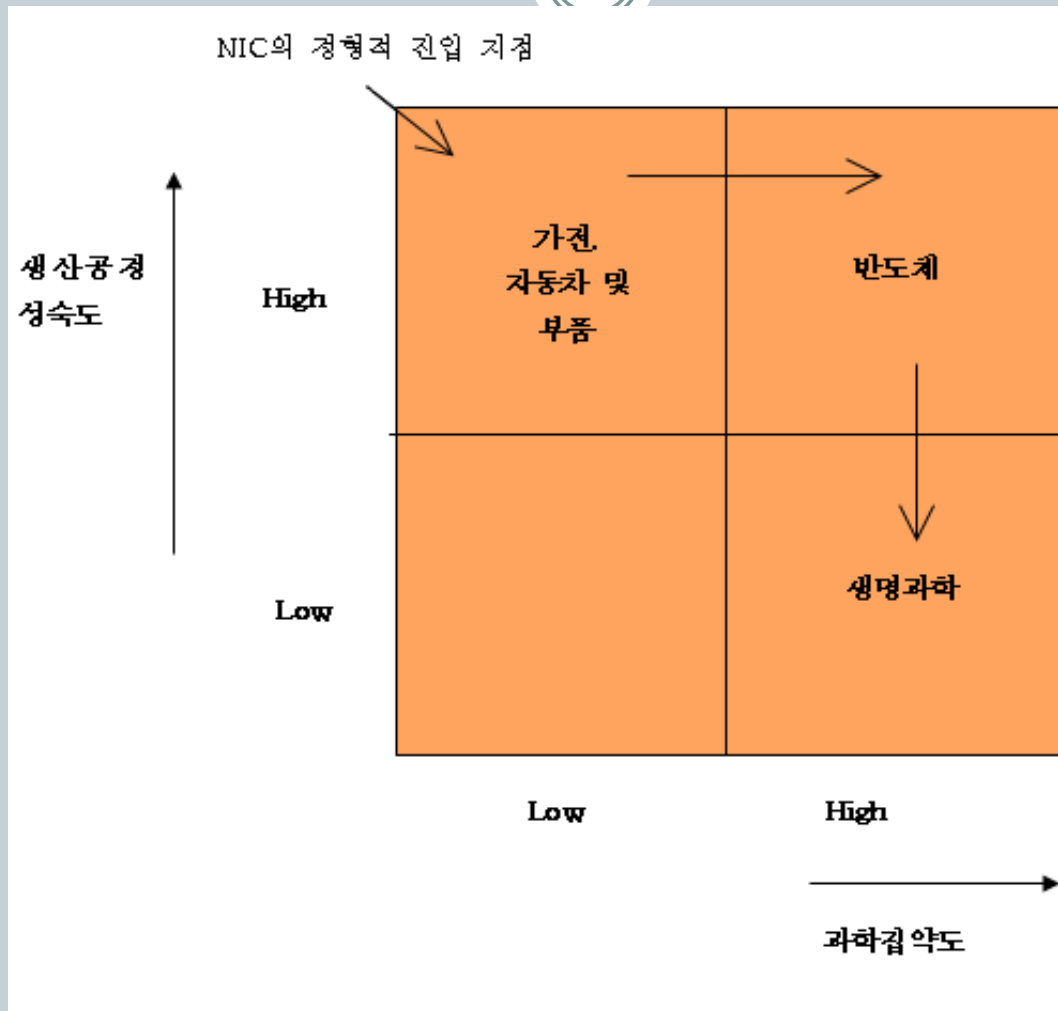 NIC의 정형적 진입 지점
생산공정
성숙도
High
가전,
자동차 및
부품
반도체
Low
생명과학
Low
High
과학집약도